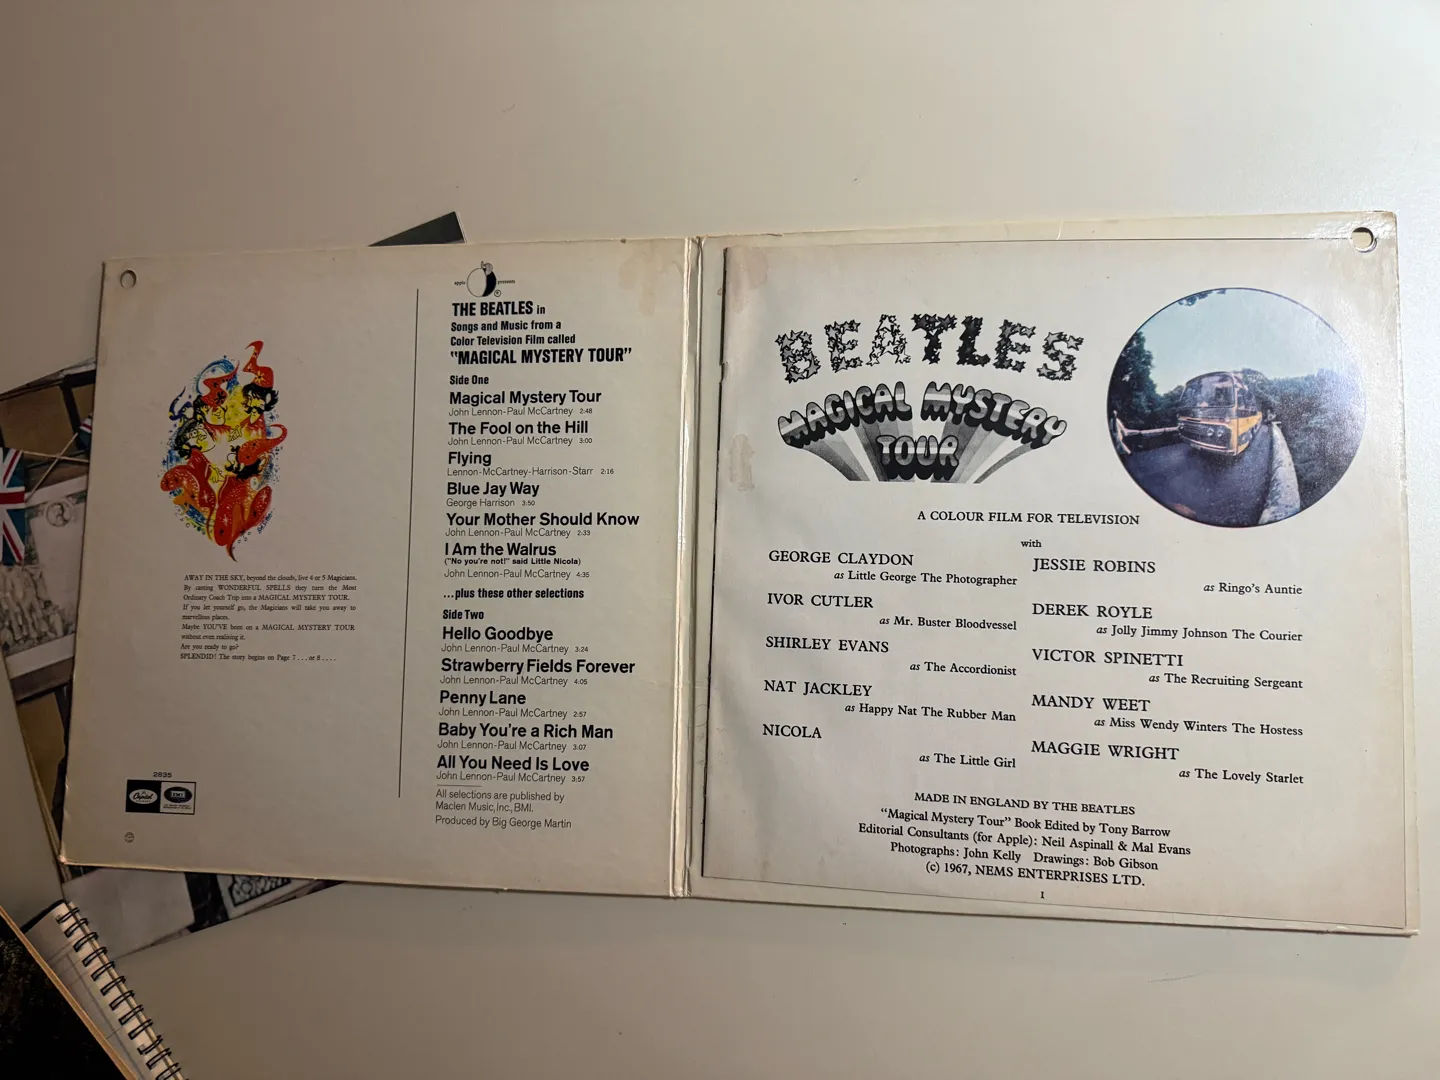 AWAY IN THE SKY, beyond the clouds, live 4 or 5 Magicians.
By casting WONDERFUL SPELLS they turn the Most
Ordinary Coach Trip into a MAGICAL MYSTERY TOUR.
If you let yourself go, the Magicians will take you away to
marvellous places.
Maybe YOU'VE been on a MAGICAL MYSTERY TOUR
without even realising it.
Are you ready to go?
SPLENDID! The story begins on Page 7 . . . or 8 . . . .
2835
Capitol
EMI
apple presents
THE BEATLES in
Songs and Music from a
Color Television Film called
"MAGICAL MYSTERY TOUR"
Side One
Magical Mystery Tour
John Lennon-Paul McCartney 2:48
The Fool on the Hill
John Lennon-Paul McCartney 3:00
Flying
Lennon-McCartney-Harrison-Starr 2:16
Blue Jay Way
George Harrison 3:50
Your Mother Should Know
John Lennon-Paul McCartney 2:33
I Am the Walrus
("No you're not!" said Little Nicola)
John Lennon-Paul McCartney 4:35
...plus these other selections
Side Two
Hello Goodbye
John Lennon-Paul McCartney 3:24
Strawberry Fields Forever
John Lennon-Paul McCartney 4:05
Penny Lane
John Lennon-Paul McCartney 2:57
Baby You're a Rich Man
John Lennon-Paul McCartney 3:07
All You Need Is Love
John Lennon-Paul McCartney 3:57
All selections are published by
Maclen Music, Inc., BMI.
Produced by Big George Martin
BEATLES
MAGICAL MYSTERY
TOUR
A COLOUR FILM FOR TELEVISION
with
GEORGE CLAYDON
as Little George The Photographer
IVOR CUTLER
as Mr. Buster Bloodvessel
SHIRLEY EVANS
as The Accordionist
NAT JACKLEY
as Happy Nat The Rubber Man
NICOLA
as The Little Girl
JESSIE ROBINS
as Ringo's Auntie
DEREK ROYLE
as Jolly Jimmy Johnson The Courier
VICTOR SPINETTI
as The Recruiting Sergeant
MANDY WEET
as Miss Wendy Winters The Hostess
MAGGIE WRIGHT
as The Lovely Starlet
MADE IN ENGLAND BY THE BEATLES
"Magical Mystery Tour" Book Edited by Tony Barrow
Editorial Consultants (for Apple): Neil Aspinall & Mal Evans
Photographs: John Kelly Drawings: Bob Gibson
(c) 1967, NEMS ENTERPRISES LTD.
1